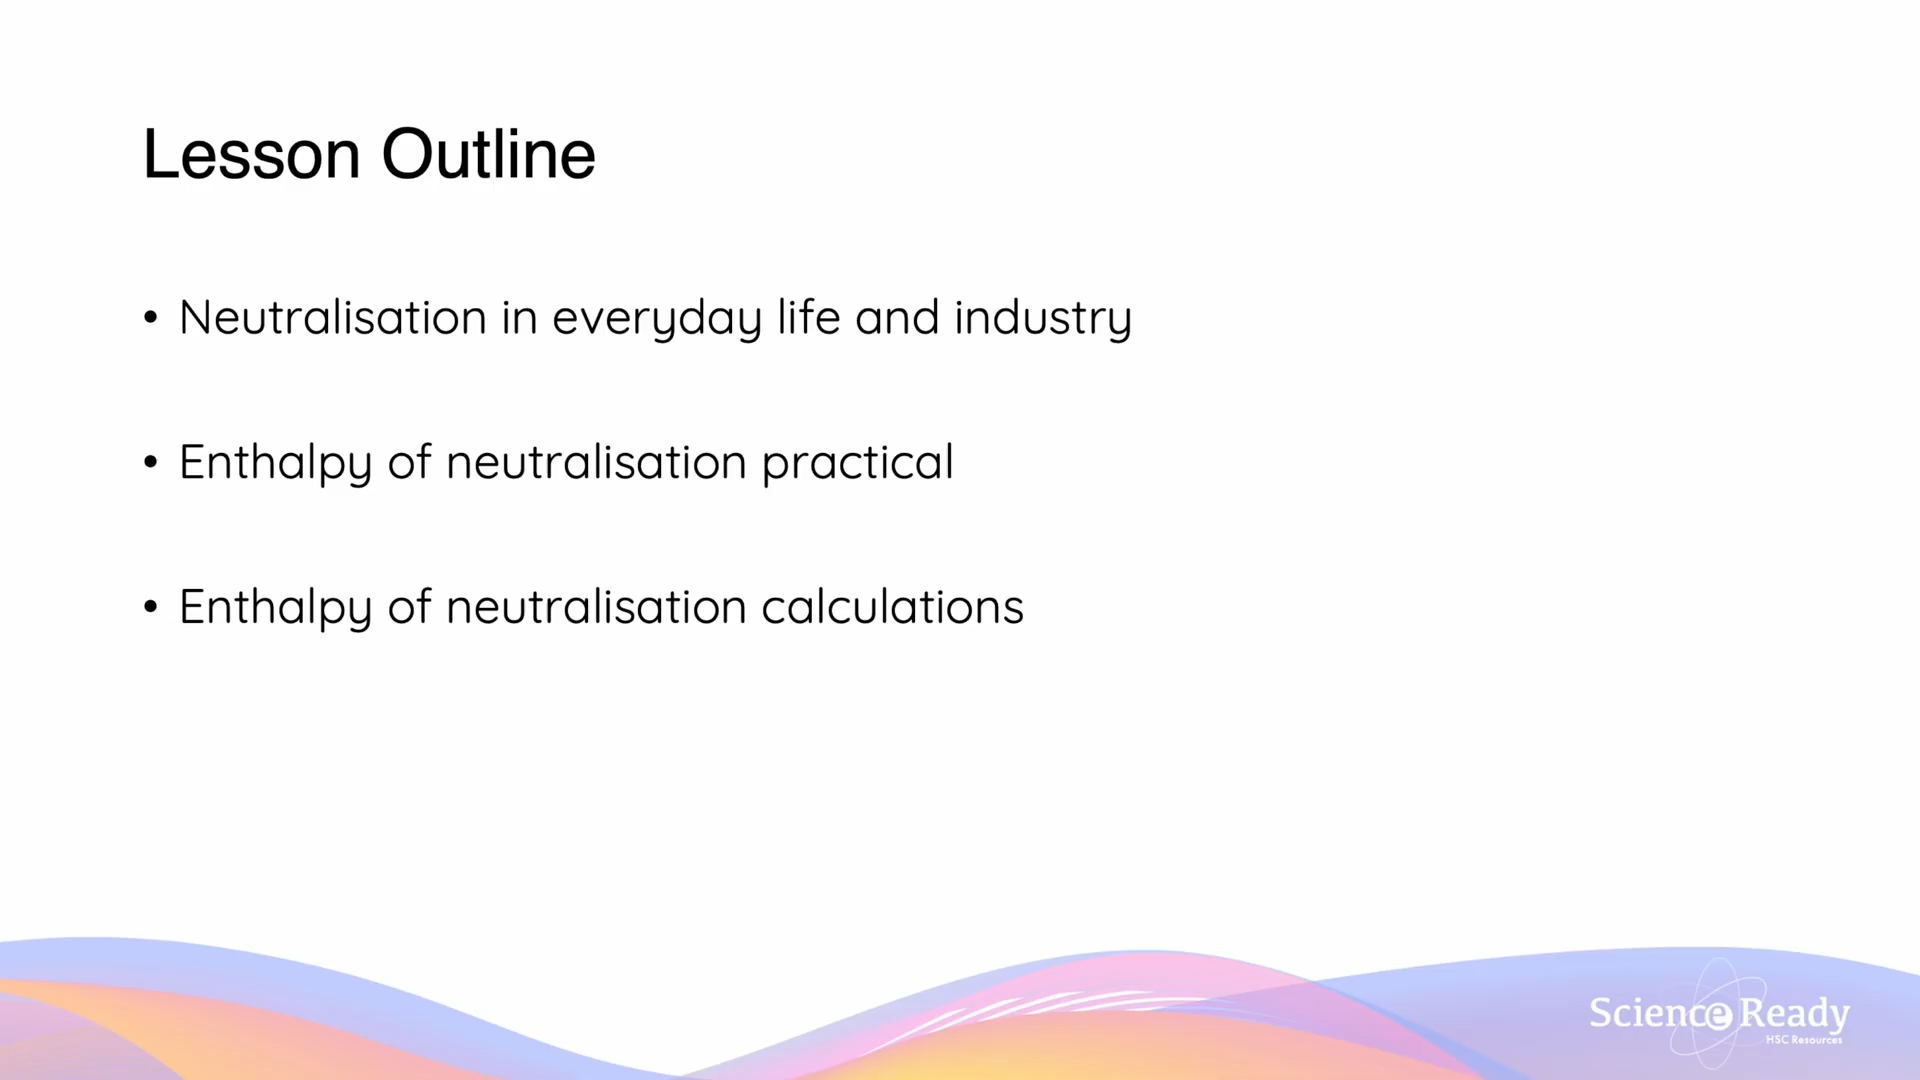 Lesson Outline
• Neutralisation in everyday life and industry
• Enthalpy of neutralisation practical
• Enthalpy of neutralisation calculations
Science Ready
HSC Resources